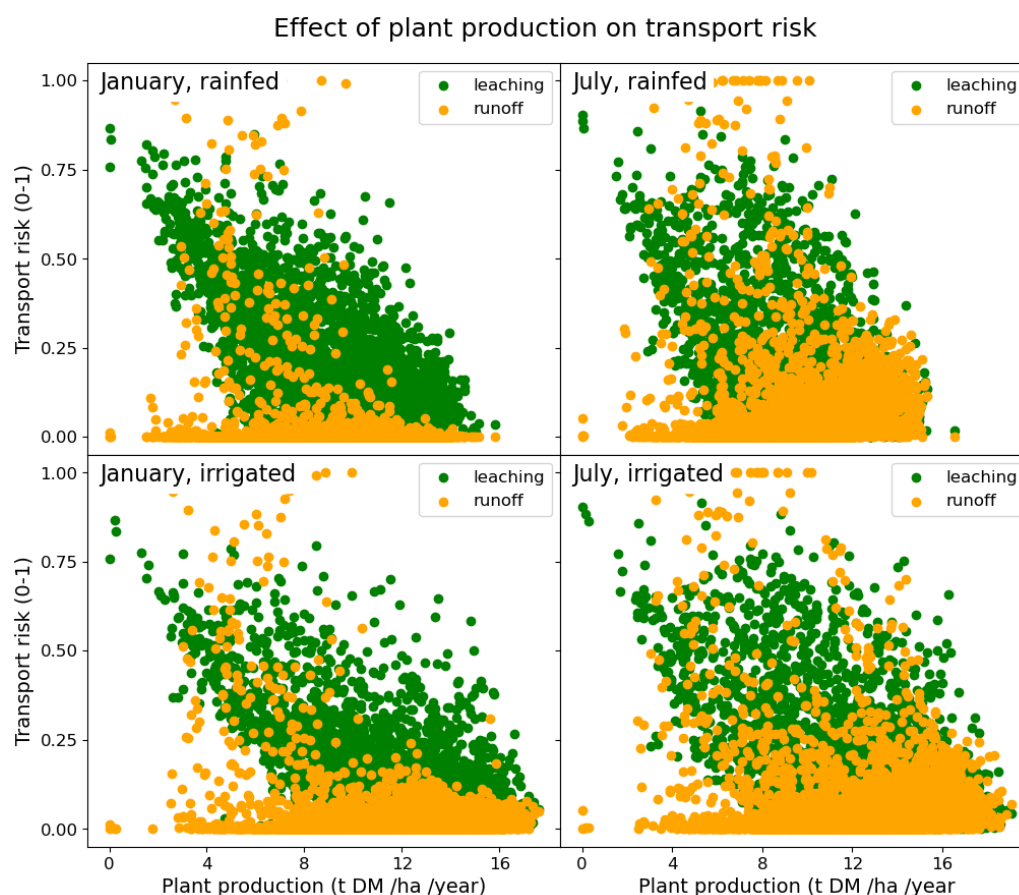 Effect of plant production on transport risk
January, rainfed
leaching
runoff
July, rainfed
leaching
runoff
1.00
0.75
0.50
0.25
0.00
Transport risk (0-1)
January, irrigated
leaching
runoff
July, irrigated
leaching
runoff
1.00
0.75
0.50
0.25
0.00
Transport risk (0-1)
0 4 8 12 16
0 4 8 12 16
Plant production (t DM /ha /year)
Plant production (t DM /ha /year